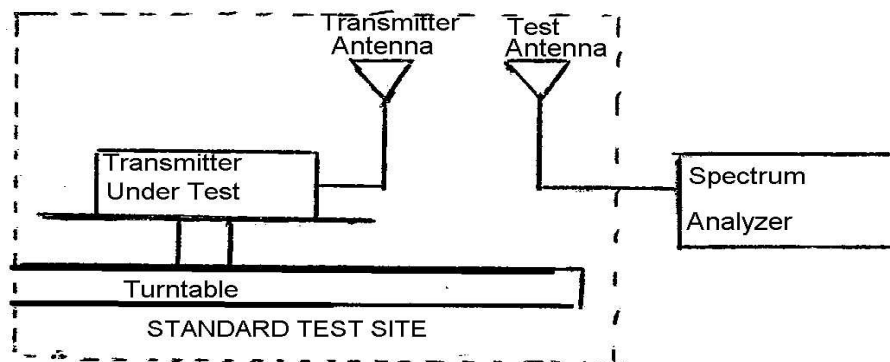 Transmitter
Antenna
Test
Antenna
Transmitter
Under Test
Spectrum
Analyzer
Turntable
STANDARD TEST SITE